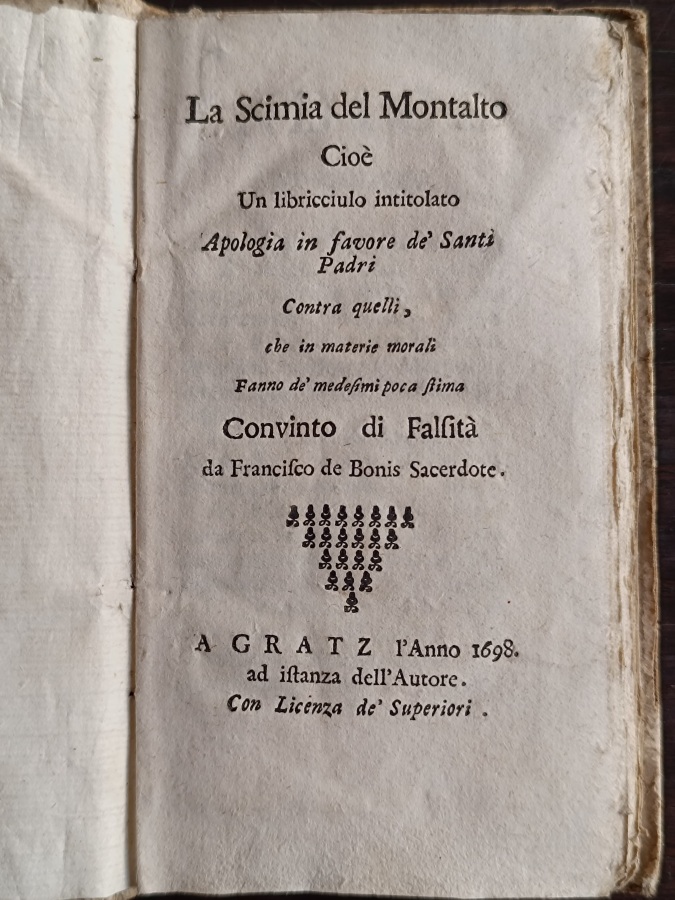 La Scimia del Montalto
Cioè
Un libricciulo intitolato
Apologia in favore de' Santi
Padri
Contra quelli,
che in materie morali
Fanno de' medeſimi poca ſtima
Convinto di Falſità
da Franciſco de Bonis Sacerdote.
A GRATZ l'Anno 1698.
ad iſtanza dell'Autore.
Con Licenza de' Superiori.